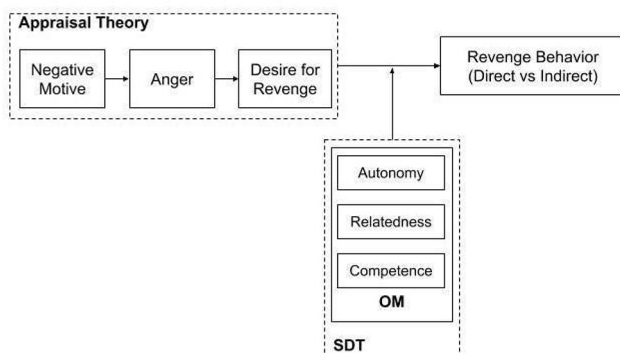 Appraisal Theory
Negative
Motive
Anger
Desire for
Revenge
Revenge Behavior
(Direct vs Indirect)
Autonomy
Relatedness
Competence
OM
SDT